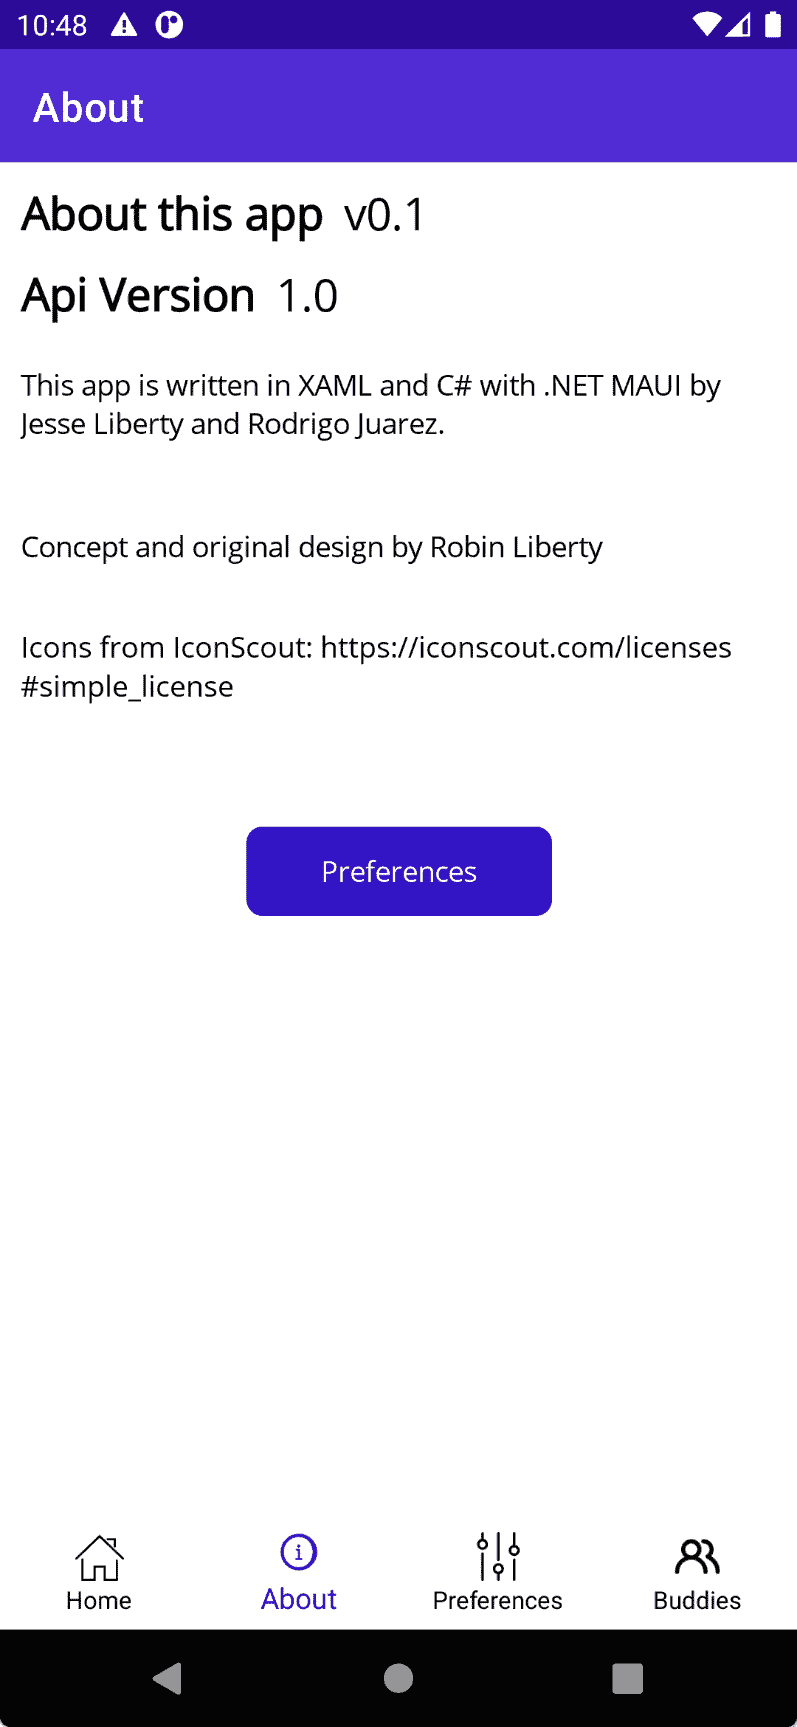 10:48
About
About this app v0.1
Api Version 1.0
This app is written in XAML and C# with .NET MAUI by
Jesse Liberty and Rodrigo Juarez.
Concept and original design by Robin Liberty
Icons from IconScout: https://iconscout.com/licenses
#simple_license
Preferences
Home About Preferences Buddies